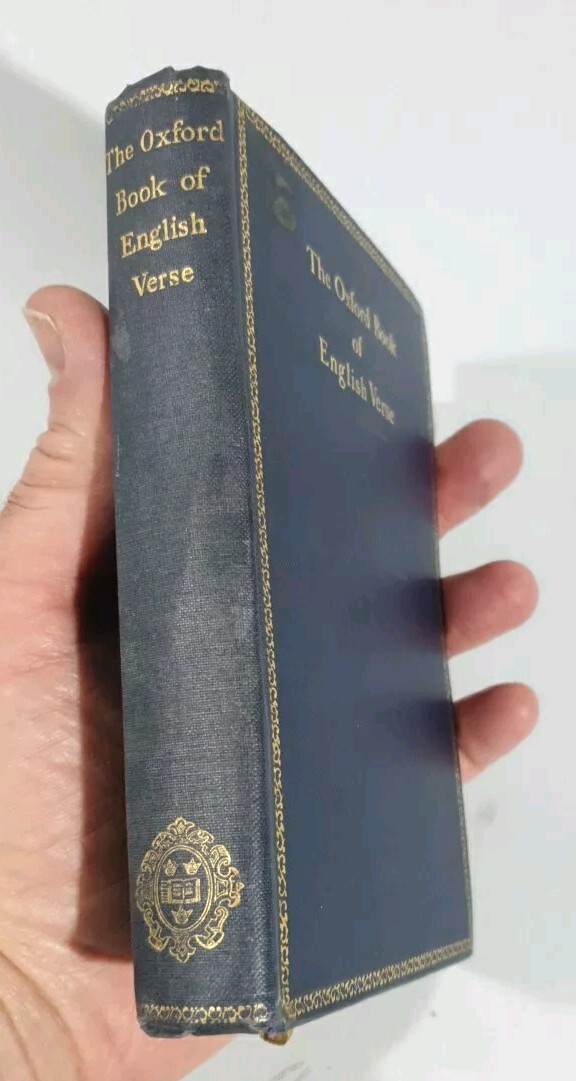 The Oxford
Book of
English
Verse
The Oxford Book
of
English Verse